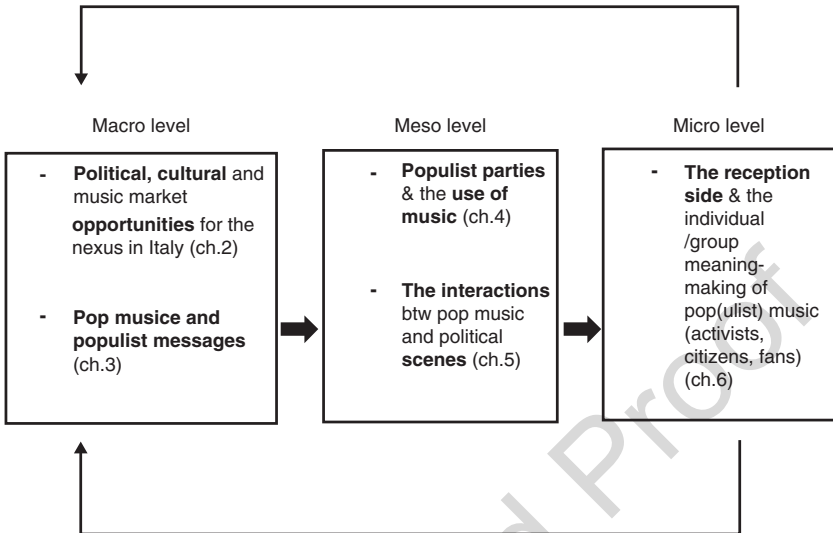 Macro level
- Political, cultural and
music market
opportunities for the
nexus in Italy (ch.2)
- Pop musice and
populist messages
(ch.3)
Meso level
- Populist parties
& the use of
music (ch.4)
- The interactions
btw pop music
and political
scenes (ch.5)
Micro level
- The reception
side & the
individual
/group
meaning-
making of
pop(ulist) music
(activists,
citizens, fans)
(ch.6)
d Proof